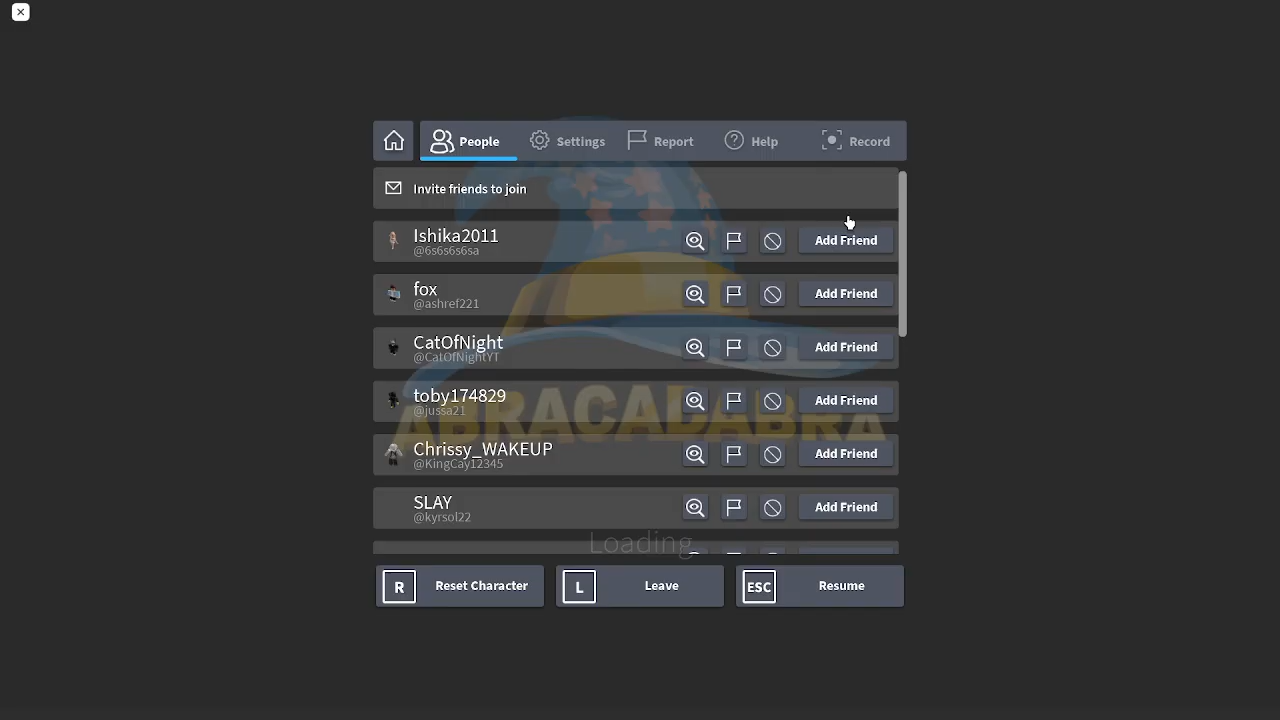 People Settings Report Help Record
Invite friends to join
Ishika2011
@6s6s6s6sa
Add Friend
fox
@ashref221
Add Friend
CatOfNight
@CatOfNightYT
Add Friend
toby174829
@jussa21
Add Friend
ABRACADABRA
Chrissy_WAKEUP
@KingCay12345
Add Friend
SLAY
@kyrsol22
Add Friend
Loading
R Reset Character L Leave ESC Resume